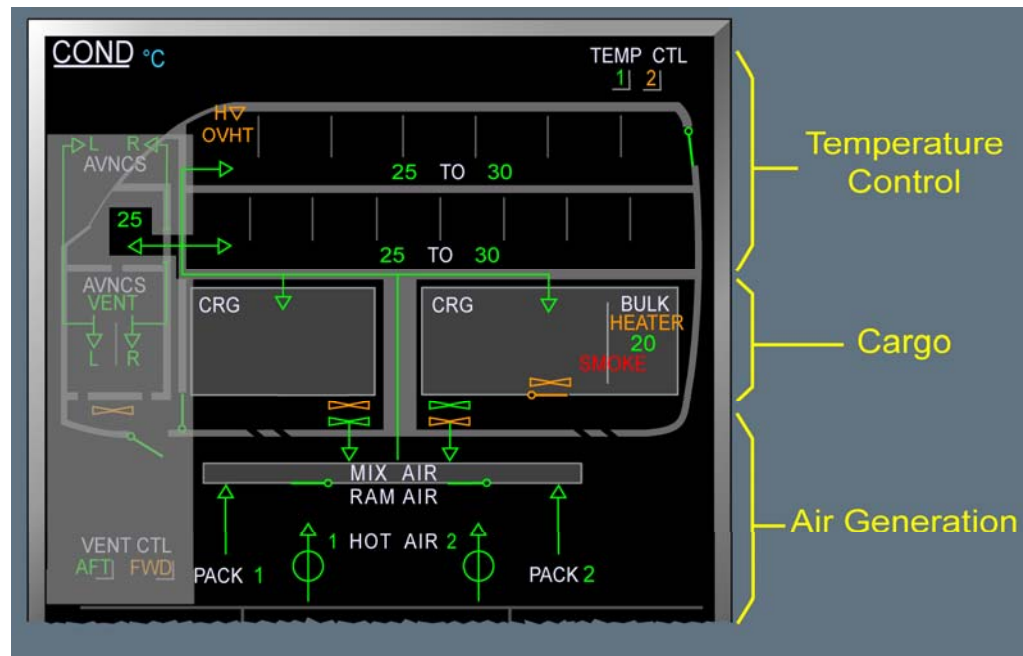 COND °C
TEMP CTL
1 2
H
OVHT
L R
AVNCS
25 TO 30
25
25 TO 30
AVNCS
VENT
L R
CRG
CRG
BULK
HEATER
20
SMOKE
MIX AIR
RAM AIR
1 HOT AIR 2
VENT CTL
AFT FWD
PACK 1
PACK 2
Temperature
Control
Cargo
Air Generation